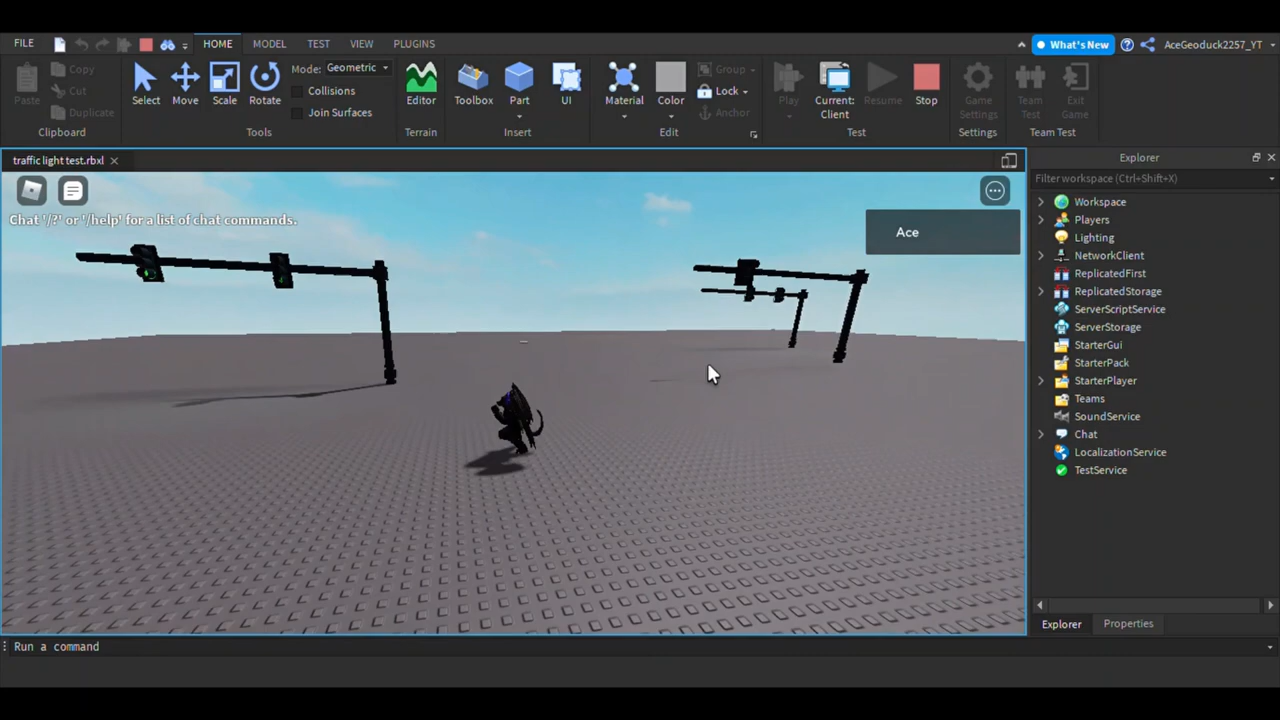 FILE HOME MODEL TEST VIEW PLUGINS What's New AceGeoduck2257_YT
Paste Copy Cut Duplicate Clipboard
Select Move Scale Rotate Mode: Geometric Collisions Join Surfaces Tools
Editor Terrain
Toolbox Part UI Insert
Material Color Group Lock Anchor Edit
Play Current: Client Resume Stop Test
Game Settings Settings
Team Test Exit Game Team Test
traffic light test.rbxl
Chat '/?' or '/help' for a list of chat commands.
Ace
Explorer
Filter workspace (Ctrl+Shift+X)
Workspace
Players
Lighting
NetworkClient
ReplicatedFirst
ReplicatedStorage
ServerScriptService
ServerStorage
StarterGui
StarterPack
StarterPlayer
Teams
SoundService
Chat
LocalizationService
TestService
Explorer Properties
Run a command